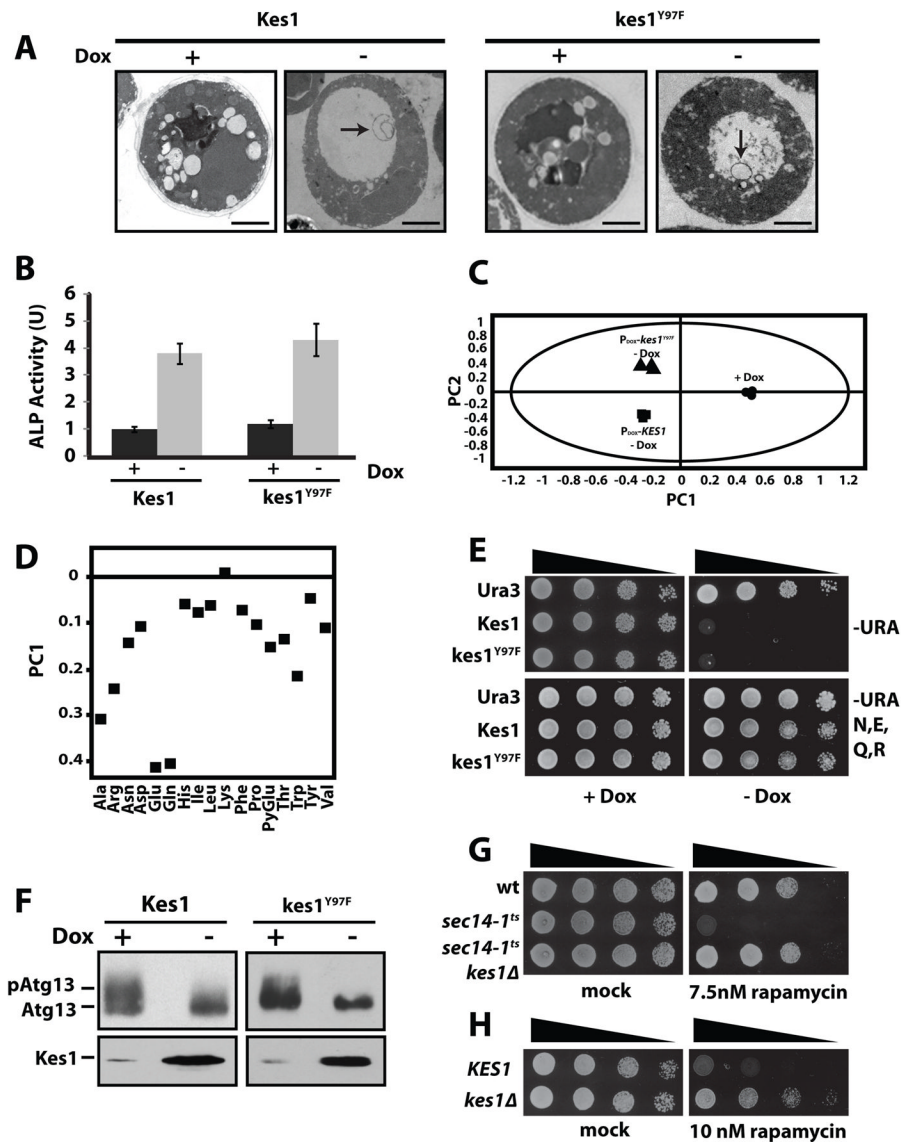 Kes1 kes1Y97F
A Dox + - + -
B
ALP Activity (U)
6
5
4
3
2
1
0
+ - + - Dox
Kes1 kes1Y97F
C
PC2
1
0.8
0.6
0.4
0.2
0
-0.2
-0.4
-0.6
-0.8
-1
PDOX-kes1Y97F
- Dox
+ Dox
PDOX-KES1
- Dox
-1.2 -1 -0.8 -0.6 -0.4 -0.2 0 0.2 0.4 0.6 0.8 1 1.2
PC1
D
PC1
0
0.1
0.2
0.3
0.4
Ala Arg Asn Asp Glu Gln His Ile Leu Lys Phe Pro PyGlu Thr Trp Tyr Val
E
Ura3
Kes1 -URA
kes1Y97F
Ura3 -URA
Kes1 N,E,
kes1Y97F Q,R
+ Dox - Dox
F Kes1 kes1Y97F
Dox + - + -
pAtg13
Atg13
Kes1
G
wt
sec14-1ts
sec14-1ts
kes1Δ
mock 7.5nM rapamycin
H
KES1
kes1Δ
mock 10 nM rapamycin